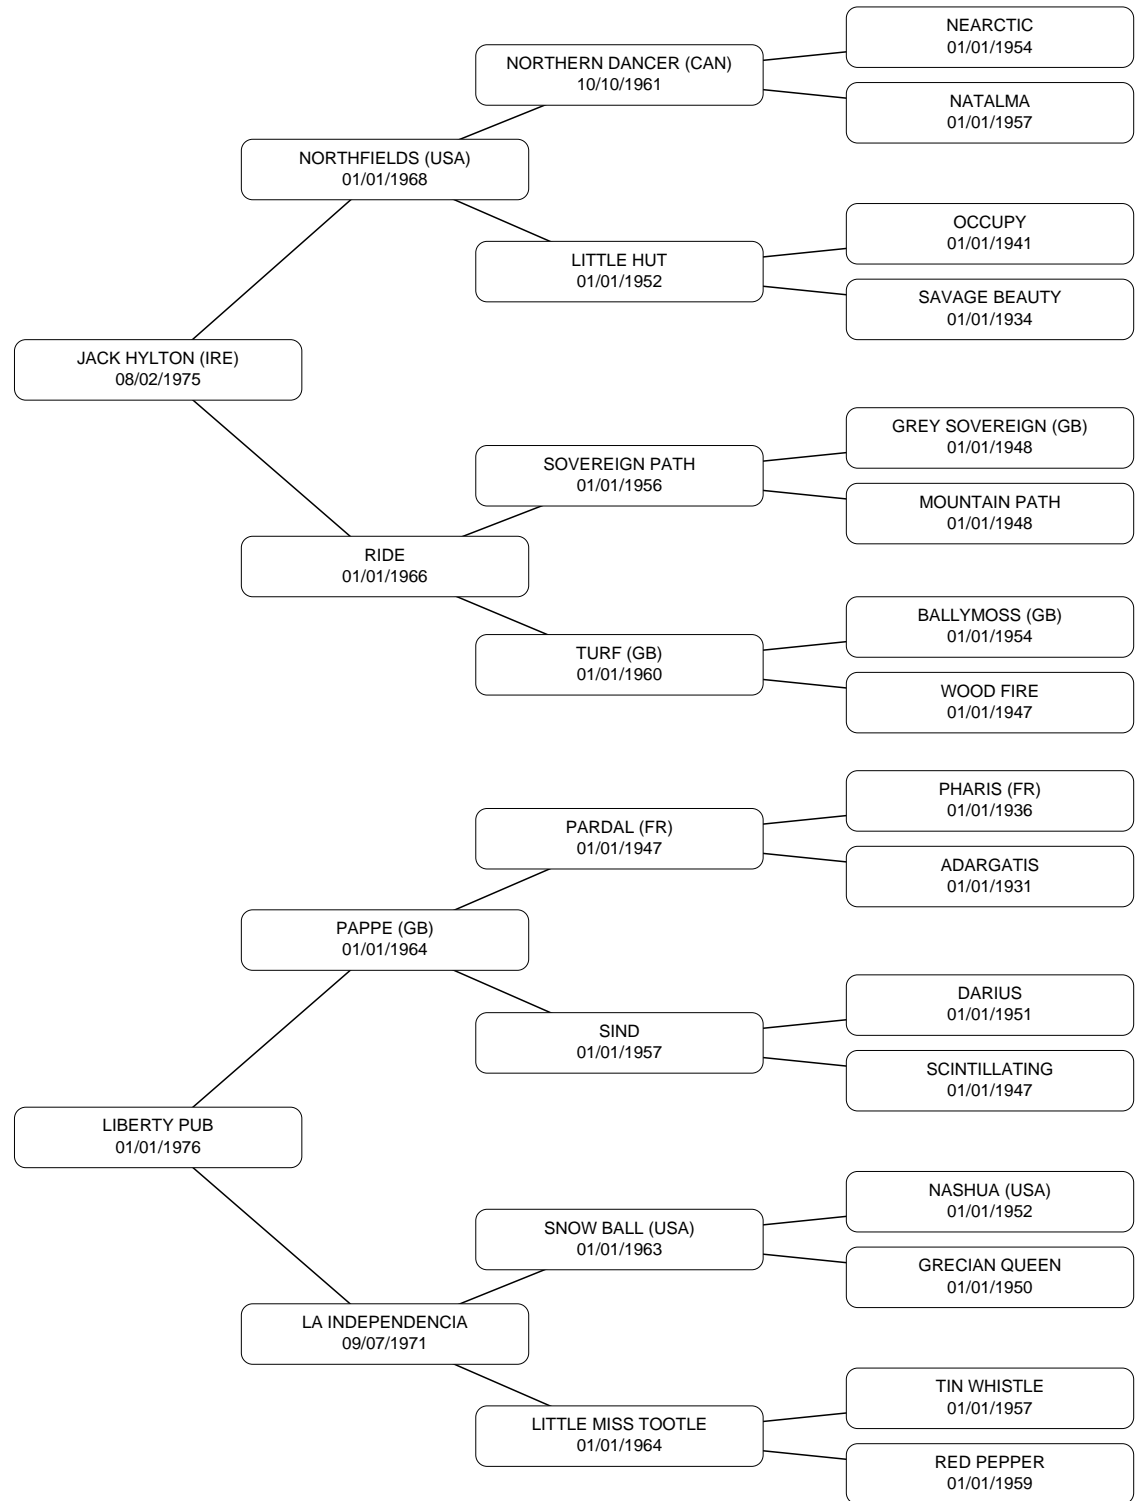 NEARCTIC
01/01/1954
NORTHERN DANCER (CAN)
10/10/1961
NATALMA
01/01/1957
NORTHFIELDS (USA)
01/01/1968
OCCUPY
01/01/1941
LITTLE HUT
01/01/1952
SAVAGE BEAUTY
01/01/1934
JACK HYLTON (IRE)
08/02/1975
GREY SOVEREIGN (GB)
01/01/1948
SOVEREIGN PATH
01/01/1956
MOUNTAIN PATH
01/01/1948
RIDE
01/01/1966
BALLYMOSS (GB)
01/01/1954
TURF (GB)
01/01/1960
WOOD FIRE
01/01/1947
PHARIS (FR)
01/01/1936
PARDAL (FR)
01/01/1947
ADARGATIS
01/01/1931
PAPPE (GB)
01/01/1964
DARIUS
01/01/1951
SIND
01/01/1957
SCINTILLATING
01/01/1947
LIBERTY PUB
01/01/1976
NASHUA (USA)
01/01/1952
SNOW BALL (USA)
01/01/1963
GRECIAN QUEEN
01/01/1950
LA INDEPENDENCIA
09/07/1971
TIN WHISTLE
01/01/1957
LITTLE MISS TOOTLE
01/01/1964
RED PEPPER
01/01/1959